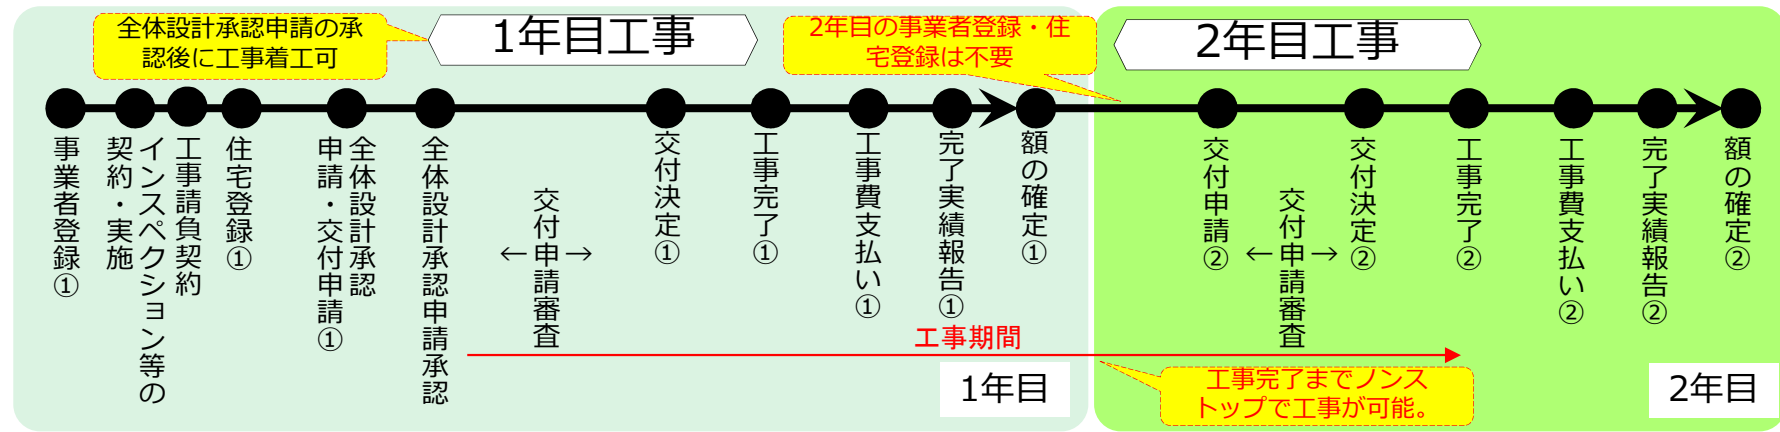 全体設計承認申請の承
認後に工事着工可
1年目工事
2年目の事業者登録・住
宅登録は不要
2年目工事
事業者登録①
インスペクション等の
契約・実施
工事請負契約
住宅登録①
全体設計承認
申請・交付申請①
全体設計承認申請承認
←交付申請審査→
交付決定①
工事完了①
工事費支払い①
完了実績報告①
額の確定①
交付申請②
←交付申請審査→
交付決定②
工事完了②
工事費支払い②
完了実績報告②
額の確定②
工事期間
1年目
工事完了までノンス
トップで工事が可能。
2年目